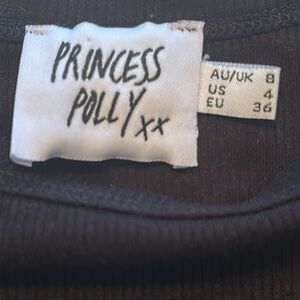 PRINCESS
POLLY xx
AU/UK 8
US 4
EU 36